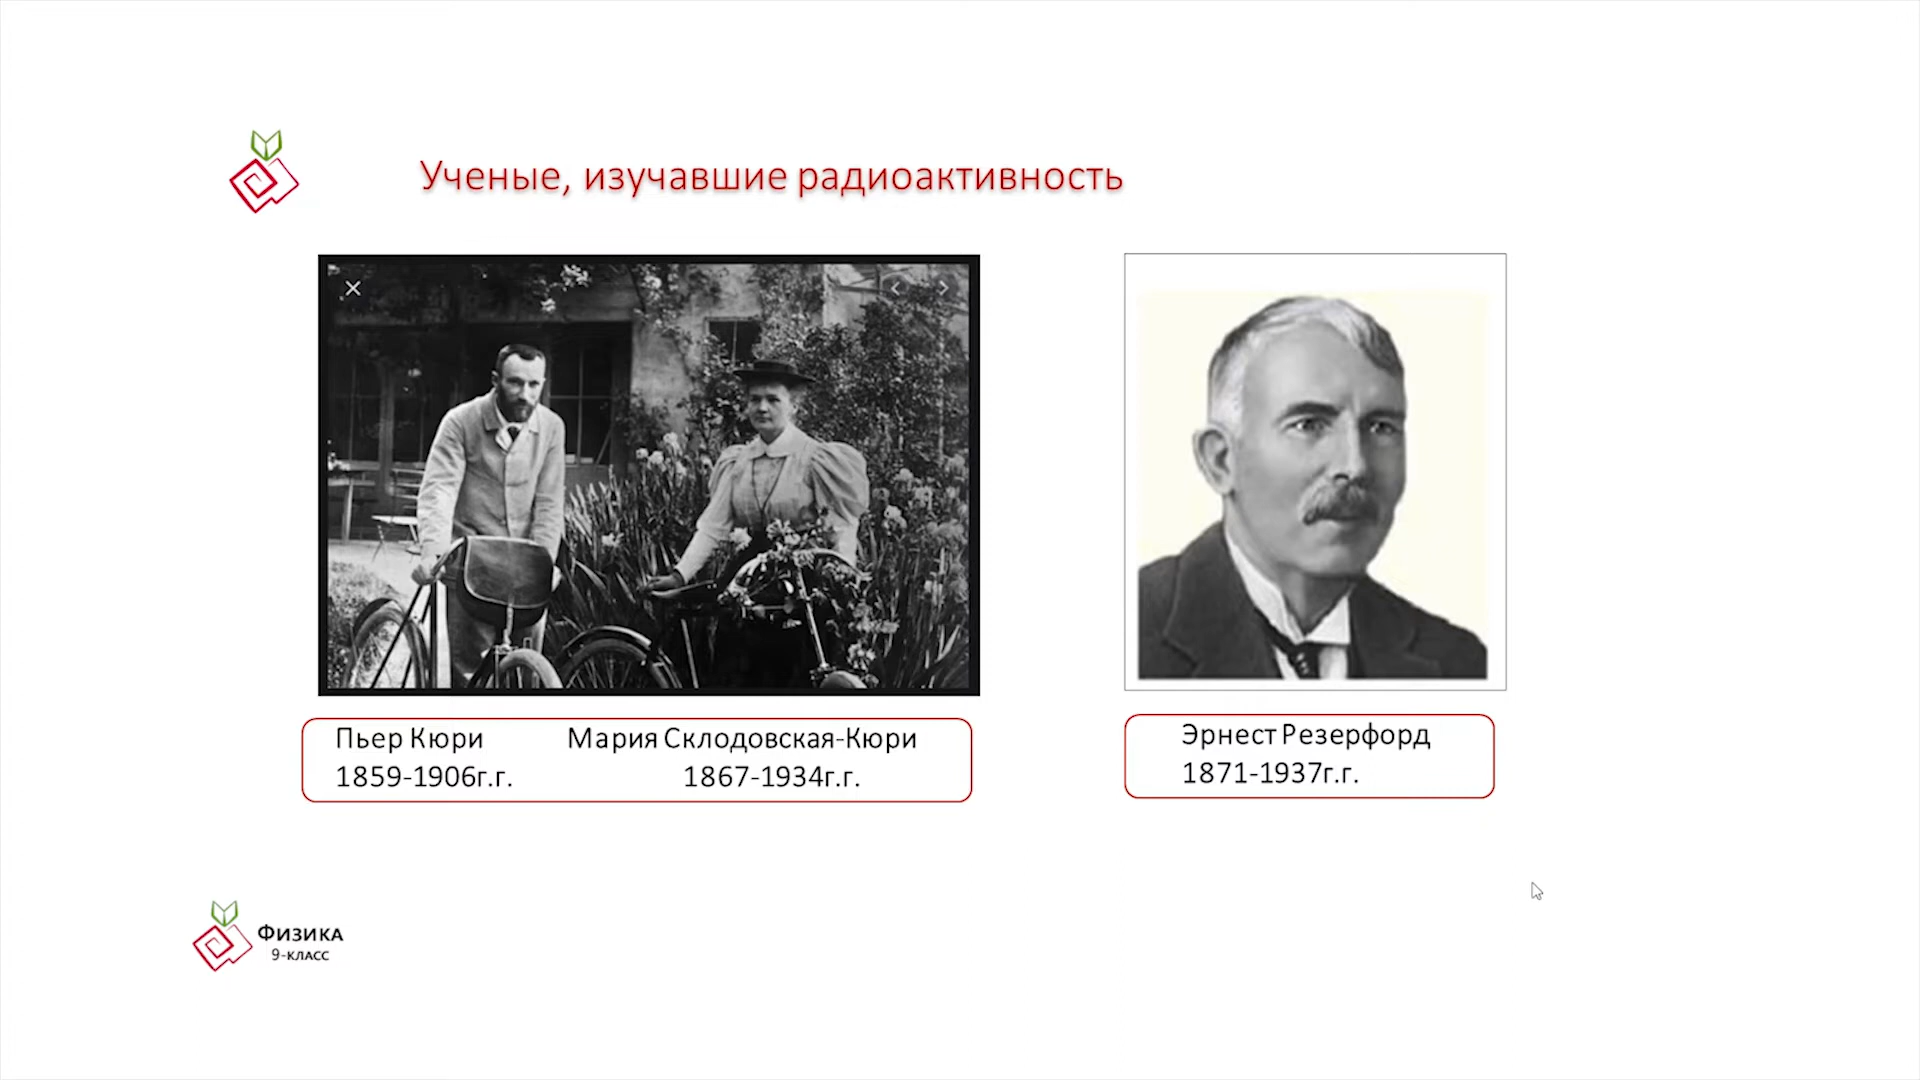 Ученые, изучавшие радиоактивность
Пьер Кюри Мария Склодовская-Кюри
1859-1906г.г. 1867-1934г.г.
Эрнест Резерфорд
1871-1937г.г.
Физика
9-класс